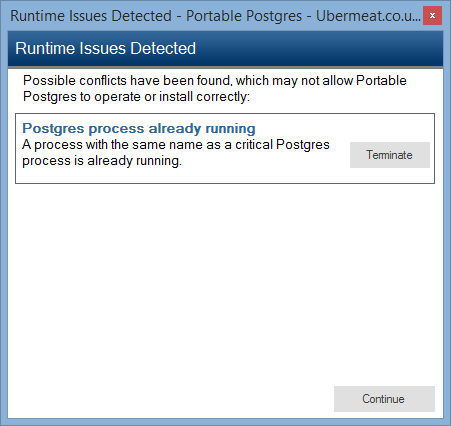 Runtime Issues Detected - Portable Postgres - Ubermeat.co.u...
x
Runtime Issues Detected
Possible conflicts have been found, which may not allow Portable
Postgres to operate or install correctly:
Postgres process already running
A process with the same name as a critical Postgres
process is already running.
Terminate
Continue